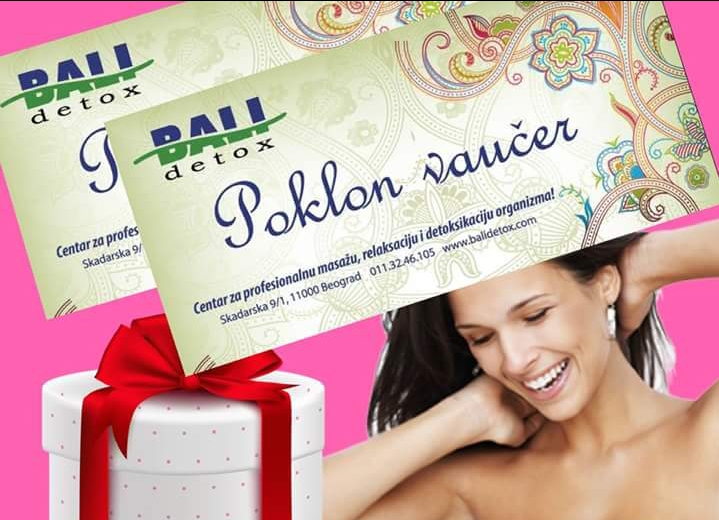 BALI
detox
P
Centar za profes
Skadarska 9/
BALI
detox
Poklon vaučer
Centar za profesionalnu masažu, relaksaciju i detoksikaciju organizma!
Skadarska 9/1, 11000 Beograd 011.32.46.105 www.balidetox.com